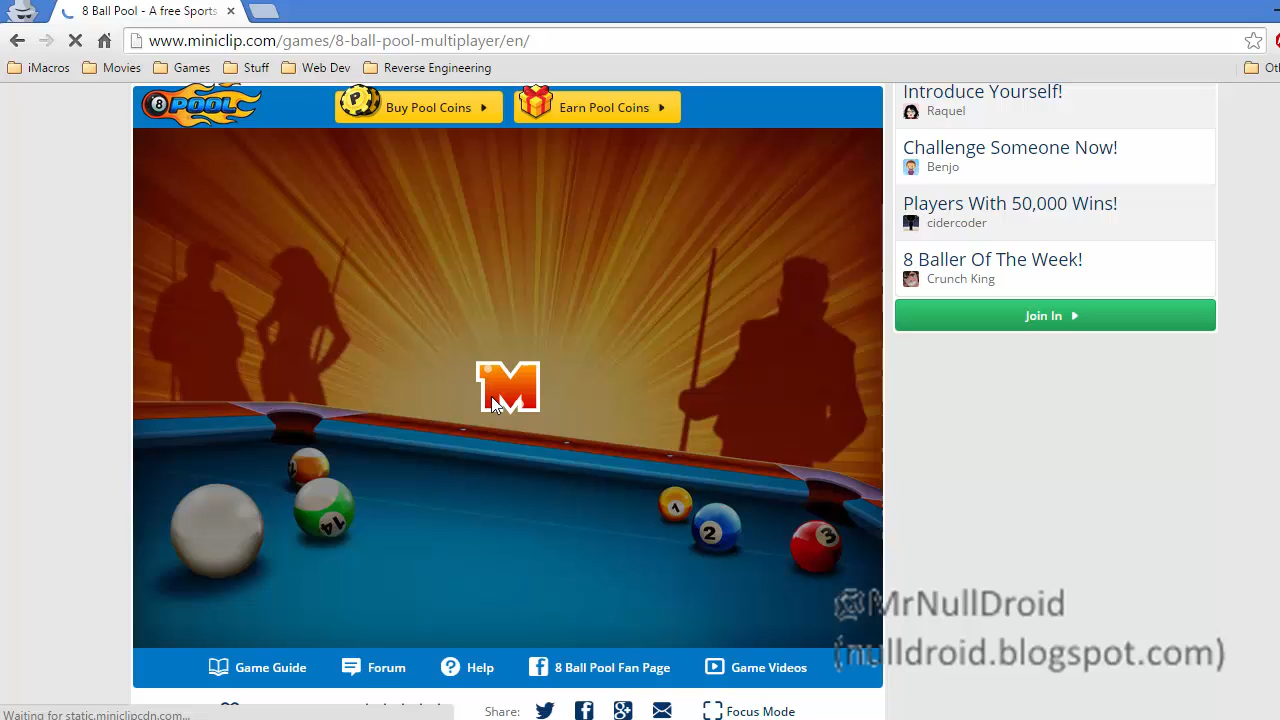 8 Ball Pool - A free Sports
www.miniclip.com/games/8-ball-pool-multiplayer/en/
iMacros Movies Games Stuff Web Dev Reverse Engineering
8 POOL
Buy Pool Coins
Earn Pool Coins
Introduce Yourself!
Raquel
Challenge Someone Now!
Benjo
Players With 50,000 Wins!
cidercoder
8 Baller Of The Week!
Crunch King
Join In
M
14
1
2
3
@MrNullDroid
(nulldroid.blogspot.com)
Game Guide Forum Help 8 Ball Pool Fan Page Game Videos
Share: Focus Mode
Waiting for static.miniclipcdn.com...